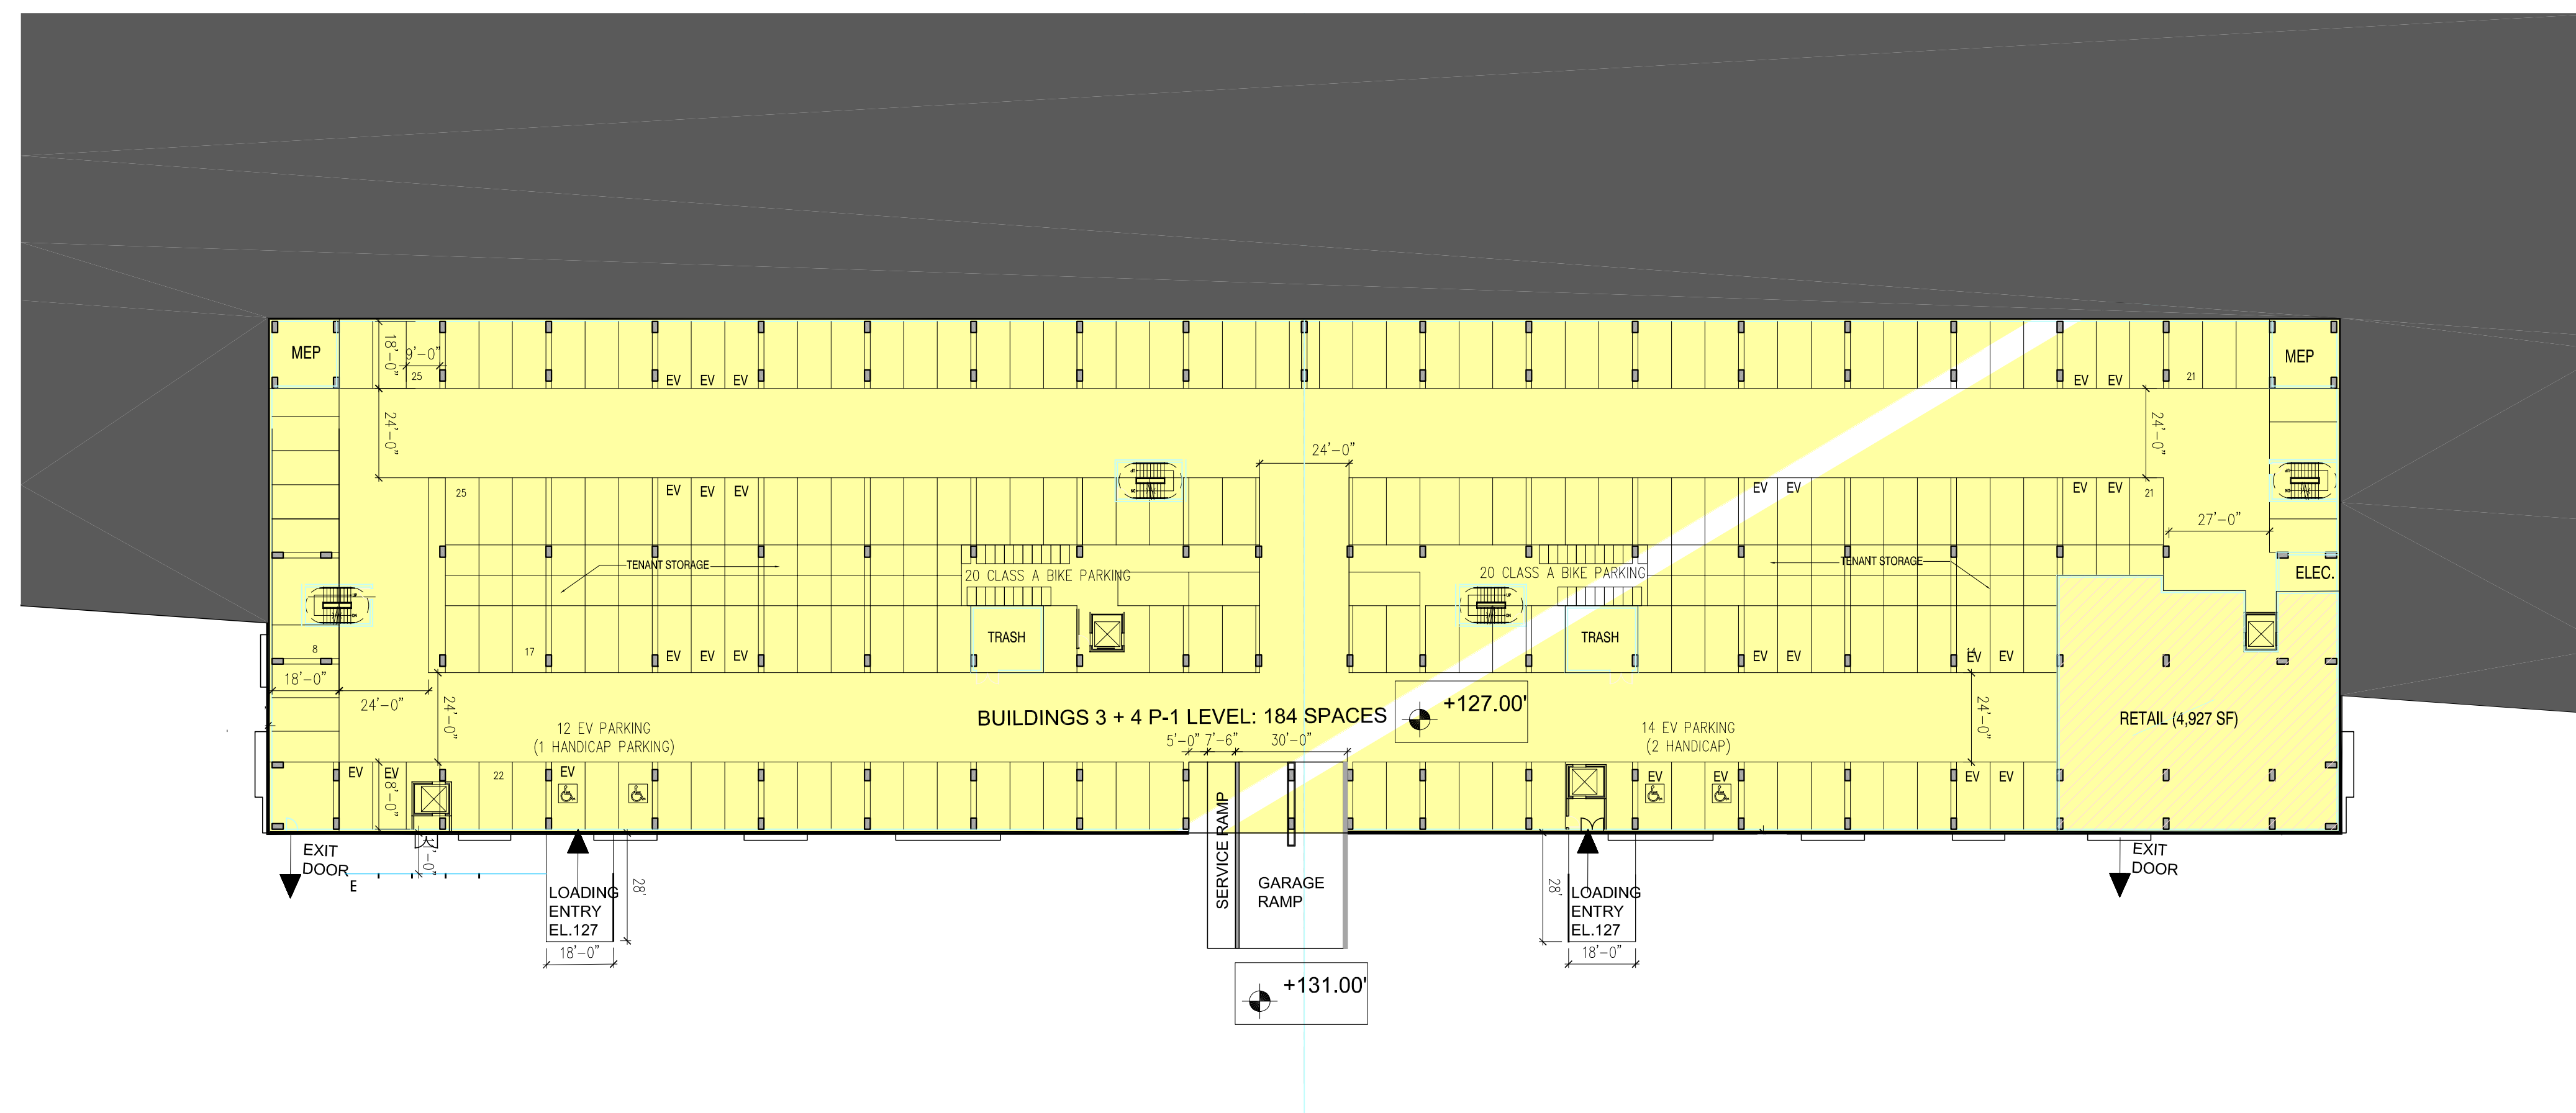 MEP
18'-0"
9'-0"
25
EV EV EV
EV EV
21
MEP
24'-0"
24'-0"
24'-0"
25
EV EV EV
EV EV
EV EV
21
27'-0"
TENANT STORAGE
20 CLASS A BIKE PARKING
20 CLASS A BIKE PARKING
TENANT STORAGE
ELEC.
8
17
EV EV EV
TRASH
TRASH
EV EV
EV EV
18'-0"
24'-0"
24'-0"
BUILDINGS 3 + 4 P-1 LEVEL: 184 SPACES
+127.00'
24'-0"
RETAIL (4,927 SF)
12 EV PARKING
(1 HANDICAP PARKING)
14 EV PARKING
(2 HANDICAP)
5'-0" 7'-6" 30'-0"
EV EV
18'-0"
22
EV
EV EV
EV EV
EXIT
DOOR
E
LOADING
ENTRY
EL.127
28'
18'-0"
SERVICE RAMP
GARAGE
RAMP
28'
LOADING
ENTRY
EL.127
18'-0"
EXIT
DOOR
+131.00'